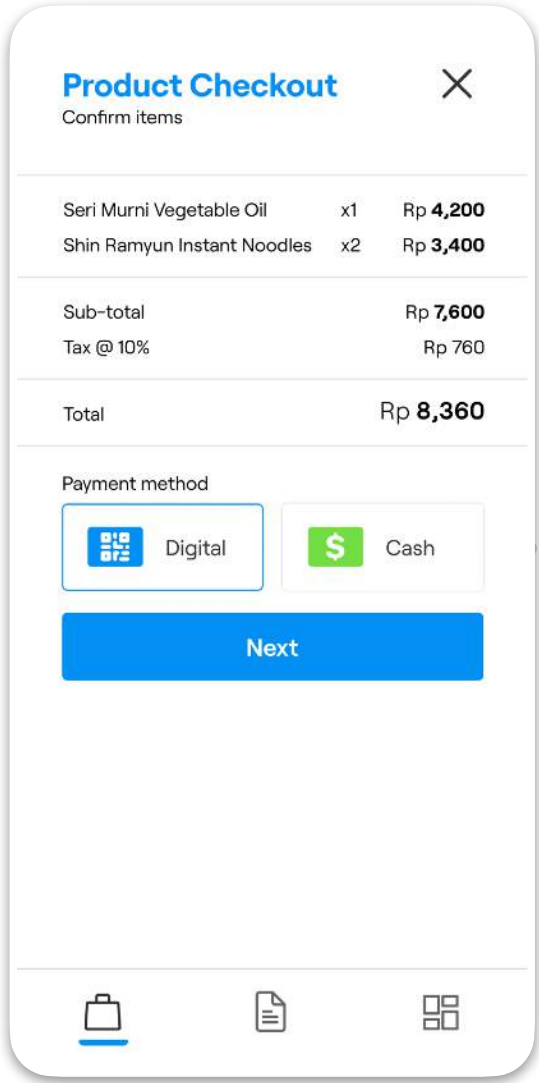 Product Checkout
Confirm items
Seri Murni Vegetable Oil x1 Rp 4,200
Shin Ramyun Instant Noodles x2 Rp 3,400
Sub-total Rp 7,600
Tax @ 10% Rp 760
Total Rp 8,360
Payment method
Digital $ Cash
Next